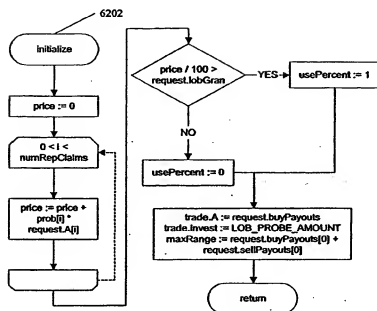 6202
initialize
price := 0
0 < i <
numRepClaims
price := price +
prob[i] *
request.A[i]
price / 100 >
request.lobGran
YES
usePercent := 1
NO
usePercent := 0
trade.A := request.buyPayouts
trade.Invest := LOB_PROBE_AMOUNT
maxRange := request.buyPayouts[0] +
request.sellPayouts[0]
return